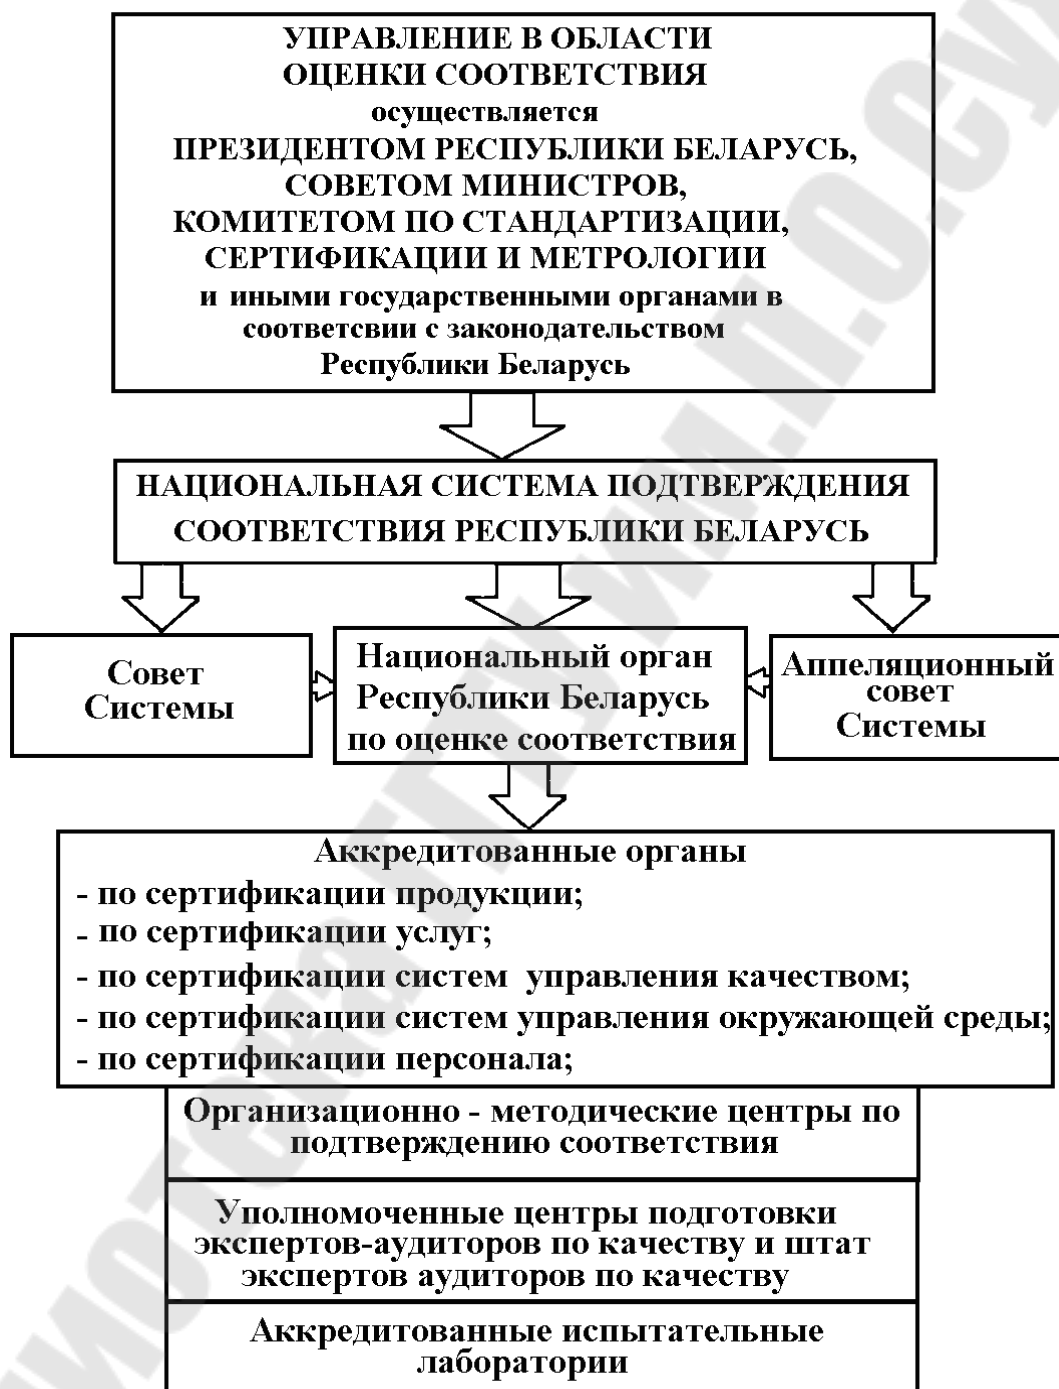 УПРАВЛЕНИЕ В ОБЛАСТИ
ОЦЕНКИ СООТВЕТСТВИЯ
осуществляется
ПРЕЗИДЕНТОМ РЕСПУБЛИКИ БЕЛАРУСЬ,
СОВЕТОМ МИНИСТРОВ,
КОМИТЕТОМ ПО СТАНДАРТИЗАЦИИ,
СЕРТИФИКАЦИИ И МЕТРОЛОГИИ
и иными государственными органами в
соответсвии с законодательством
Республики Беларусь
НАЦИОНАЛЬНАЯ СИСТЕМА ПОДТВЕРЖДЕНИЯ
СООТВЕТСТВИЯ РЕСПУБЛИКИ БЕЛАРУСЬ
Совет
Системы
Национальный орган
Республики Беларусь
по оценке соответствия
Аппеляционный
совет
Системы
Аккредитованные органы
- по сертификации продукции;
- по сертификации услуг;
- по сертификации систем управления качеством;
- по сертификации систем управления окружающей среды;
- по сертификации персонала;
Организационно - методические центры по
подтверждению соответствия
Уполномоченные центры подготовки
экспертов-аудиторов по качеству и штат
экспертов аудиторов по качеству
Аккредитованные испытательные
лаборатории